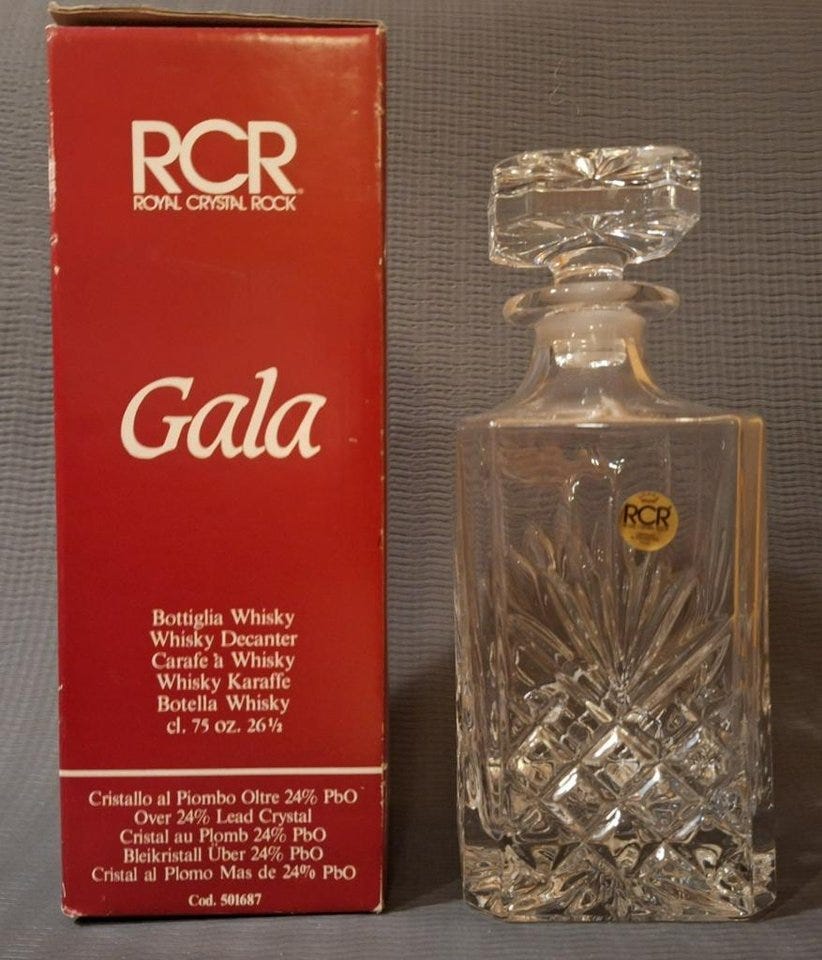 RCR
ROYAL CRYSTAL ROCK
Gala
Bottiglia Whisky
Whisky Decanter
Carafe à Whisky
Whisky Karaffe
Botella Whisky
cl. 75 oz. 26⅓
Cristallo al Piombo Oltre 24% PbO
Over 24% Lead Crystal
Cristal au Plomb 24% PbO
Bleikristall Über 24% PbO
Cristal al Plomo Mas de 24% PbO
Cod. 501687
RCR